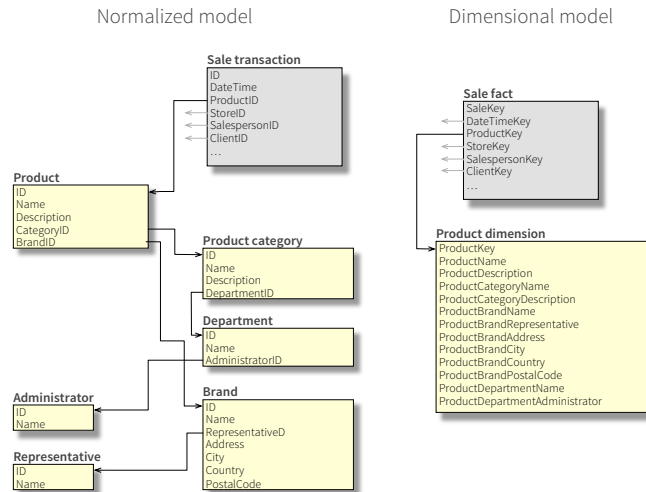 Normalized model
Sale transaction
ID
DateTime
ProductID
StoreID
SalespersonID
ClientID
...
Product
ID
Name
Description
CategoryID
BrandID
Product category
ID
Name
Description
DepartmentID
Department
ID
Name
AdministratorID
Administrator
ID
Name
Brand
ID
Name
RepresentativeD
Address
City
Country
PostalCode
Representative
ID
Name
Dimensional model
Sale fact
SaleKey
DateTimeKey
ProductKey
StoreKey
SalespersonKey
ClientKey
...
Product dimension
ProductKey
ProductName
ProductDescription
ProductCategoryName
ProductCategoryDescription
ProductBrandName
ProductBrandRepresentative
ProductBrandAddress
ProductBrandCity
ProductBrandCountry
ProductBrandPostalCode
ProductDepartmentName
ProductDepartmentAdministrator